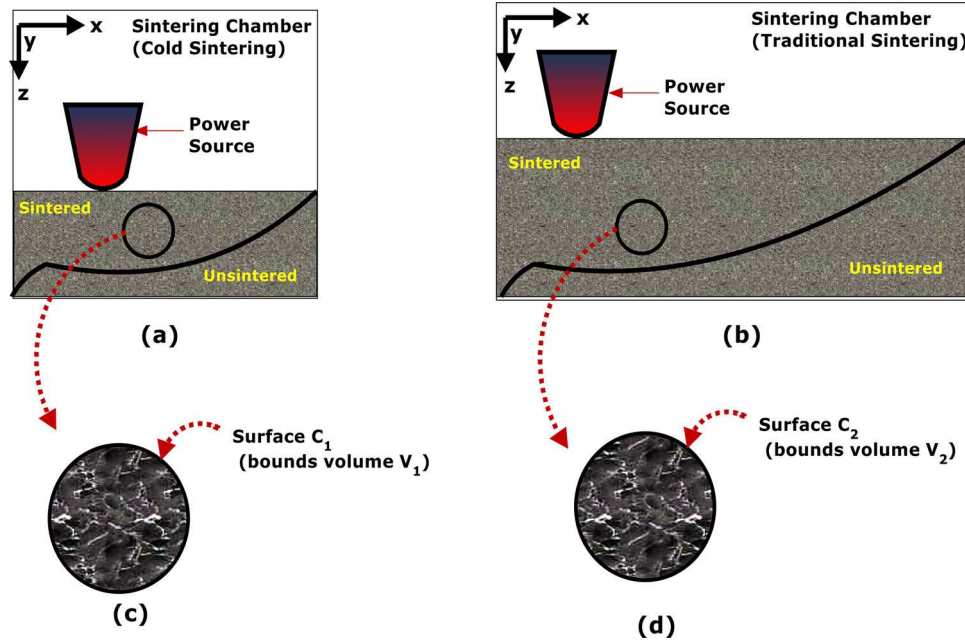 x
y
z
Sintering Chamber
(Cold Sintering)
Power
Source
Sintered
Unsintered
(a)
x
y
z
Sintering Chamber
(Traditional Sintering)
Power
Source
Sintered
Unsintered
(b)
Surface C₁
(bounds volume V₁)
(c)
Surface C₂
(bounds volume V₂)
(d)